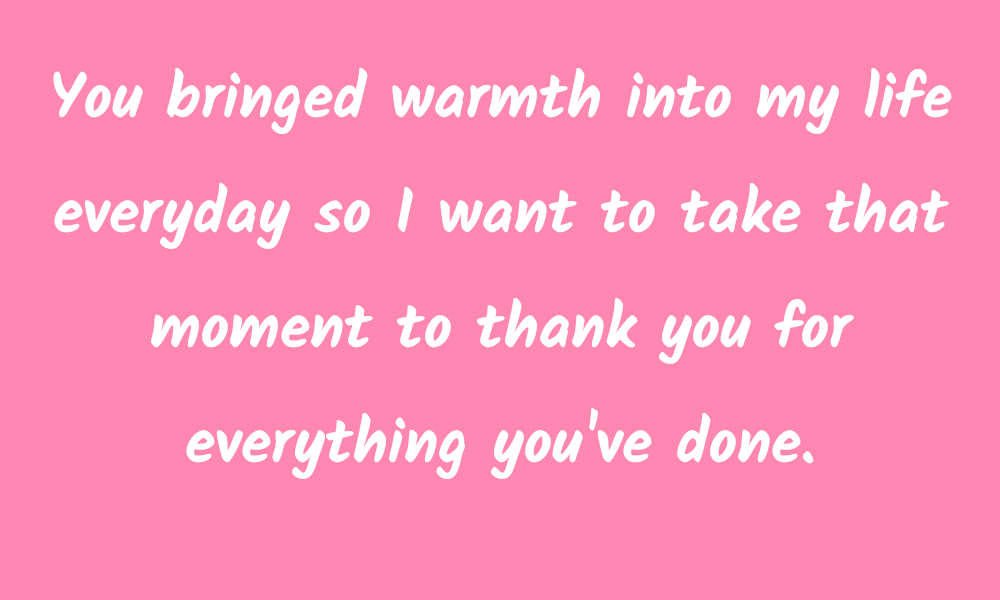 You bringed warmth into my life
everyday so I want to take that
moment to thank you for
everything you've done.